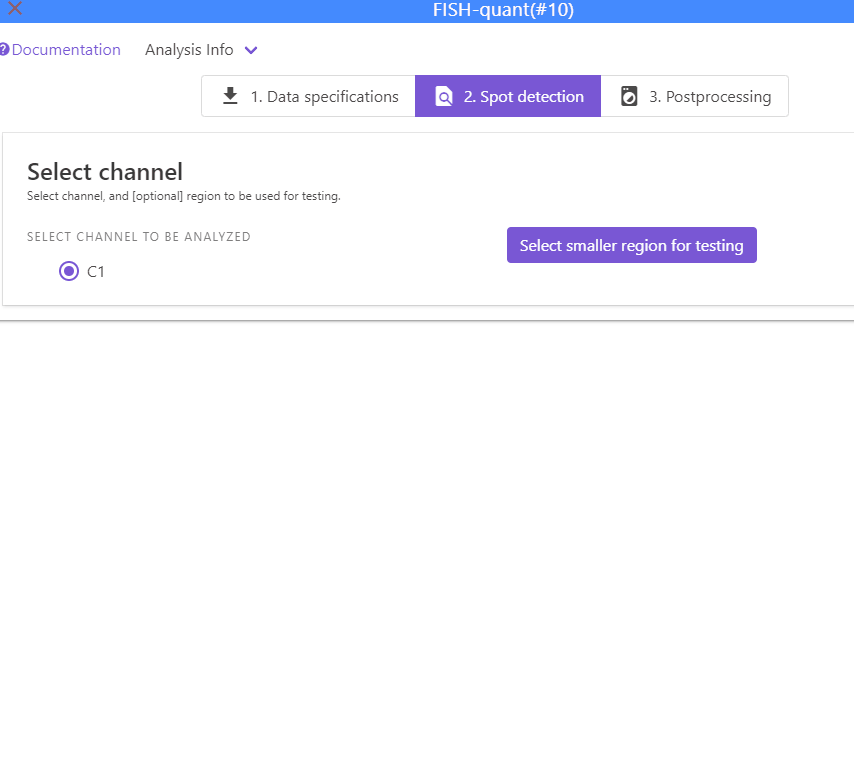 FISH-quant(#10)
Documentation Analysis Info
1. Data specifications 2. Spot detection 3. Postprocessing
Select channel
Select channel, and [optional] region to be used for testing.
SELECT CHANNEL TO BE ANALYZED
Select smaller region for testing
C1